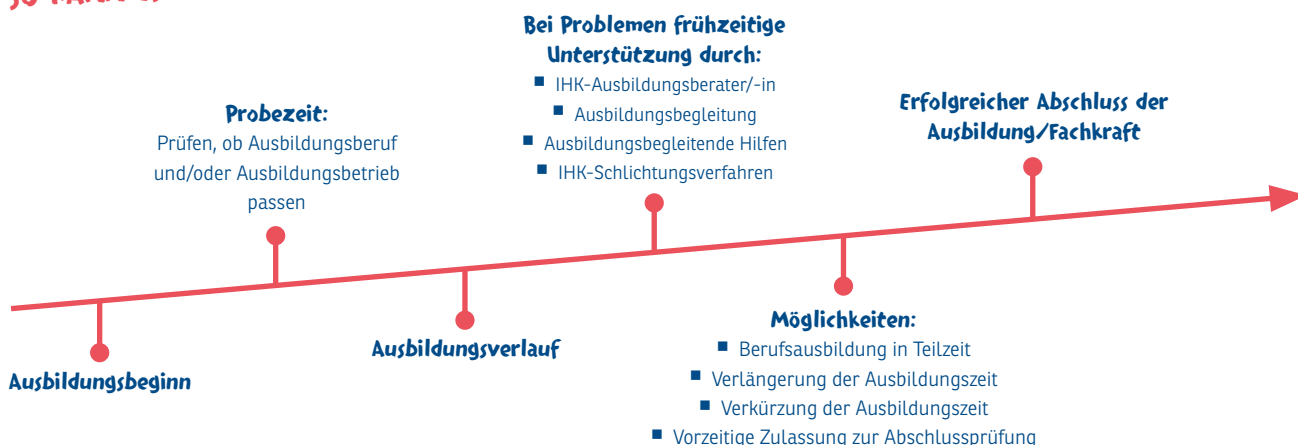 Bei Problemen frühzeitige
Unterstützung durch:
■ IHK-Ausbildungsberater/-in
■ Ausbildungsbegleitung
■ Ausbildungsbegleitende Hilfen
■ IHK-Schlichtungsverfahren
Probezeit:
Prüfen, ob Ausbildungsberuf
und/oder Ausbildungsbetrieb
passen
Erfolgreicher Abschluss der
Ausbildung/Fachkraft
Ausbildungsbeginn
Ausbildungsverlauf
Möglichkeiten:
■ Berufsausbildung in Teilzeit
■ Verlängerung der Ausbildungszeit
■ Verkürzung der Ausbildungszeit
■ Vorzeitige Zulassung zur Abschlussprüfung